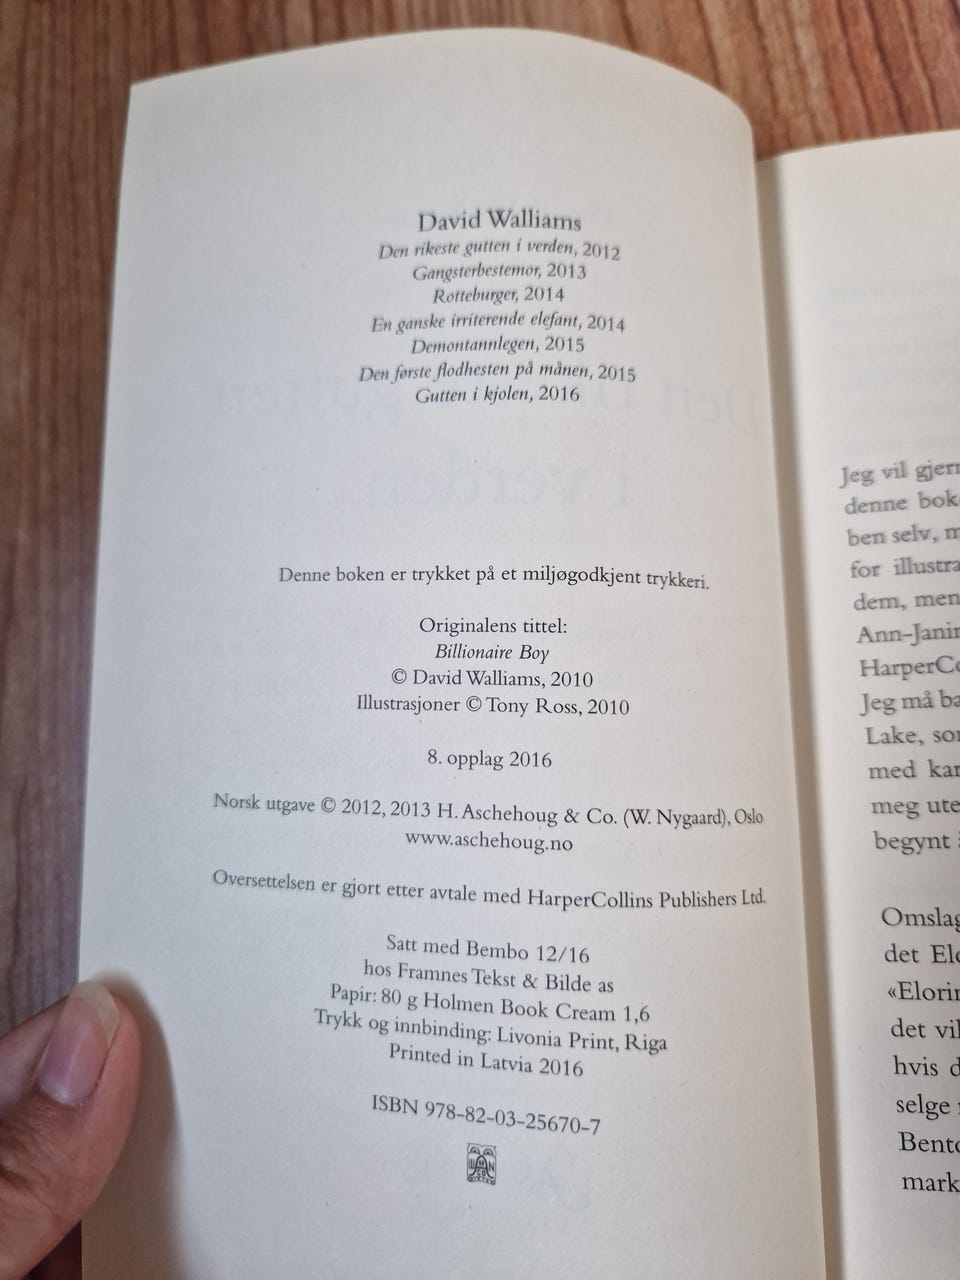 David Walliams
Den rikeste gutten i verden, 2012
Gangsterbestemor, 2013
Rotteburger, 2014
En ganske irriterende elefant, 2014
Demontannlegen, 2015
Den første flodhesten på månen, 2015
Gutten i kjolen, 2016
Denne boken er trykket på et miljøgodkjent trykkeri.
Originalens tittel:
Billionaire Boy
© David Walliams, 2010
Illustrasjoner © Tony Ross, 2010
8. opplag 2016
Norsk utgave © 2012, 2013 H. Aschehoug & Co. (W. Nygaard), Oslo
www.aschehoug.no
Oversettelsen er gjort etter avtale med HarperCollins Publishers Ltd.
Satt med Bembo 12/16
hos Framnes Tekst & Bilde as
Papir: 80 g Holmen Book Cream 1,6
Trykk og innbinding: Livonia Print, Riga
Printed in Latvia 2016
ISBN 978-82-03-25670-7
Jeg vil gjern
denne bok
ben selv, m
for illustra
dem, men
Ann-Janin
HarperCo
Jeg må ba
Lake, son
med kar
meg ute
begynt
Omslag
det Elo
«Elorin
det vil
hvis d
selge
Bento
mark